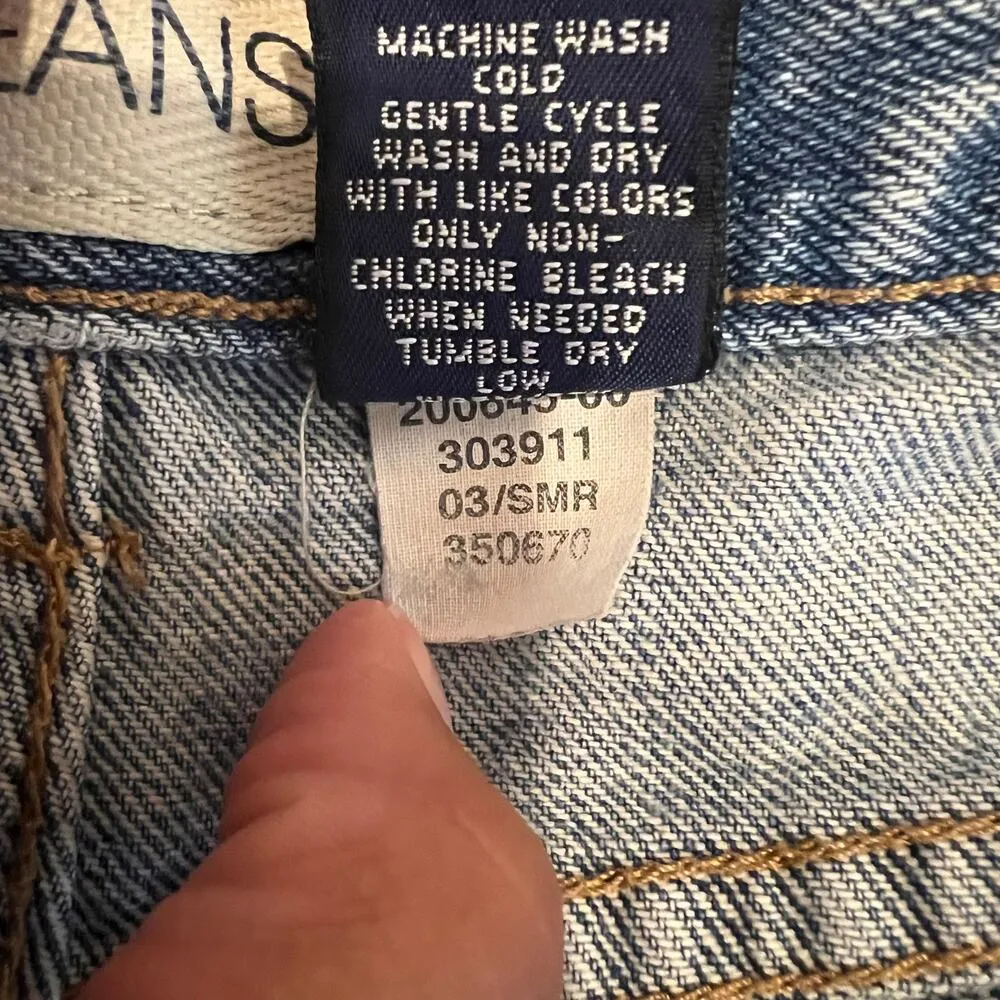 EANS
MACHINE WASH
COLD
GENTLE CYCLE
WASH AND DRY
WITH LIKE COLORS
ONLY NON-
CHLORINE BLEACH
WHEN NEEDED
TUMBLE DRY
LOW
303911
03/SMR
350670